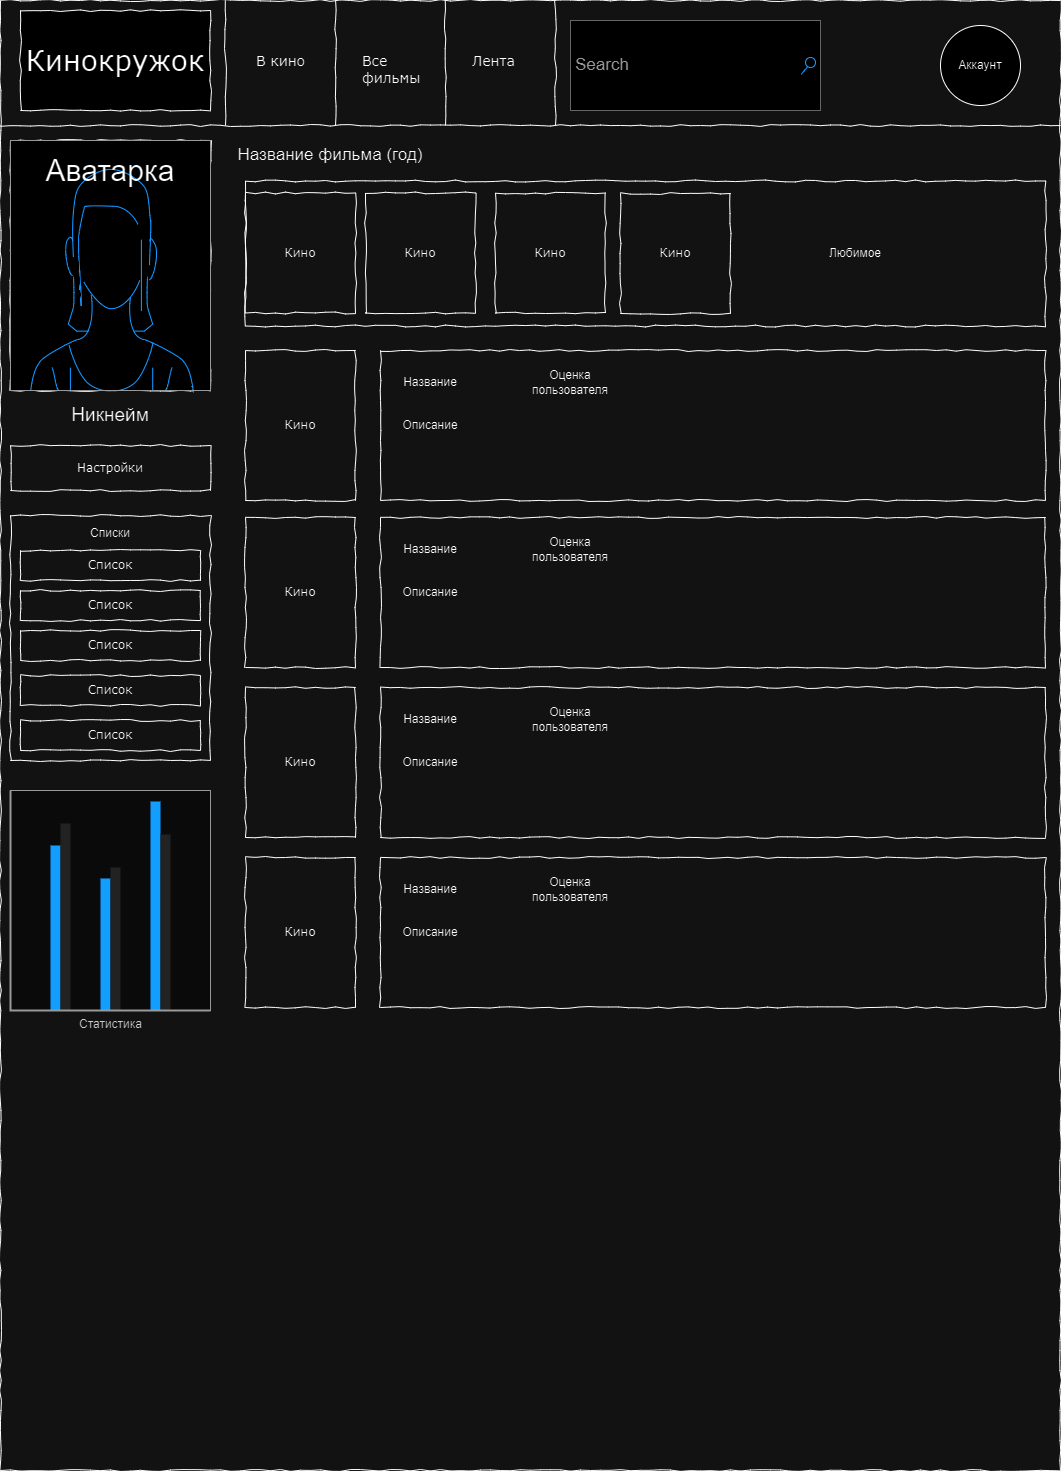 Кинокружок
В кино
Все
фильмы
Лента
Search
Аккаунт
Аватарка
Никнейм
Настройки
Списки
Список
Список
Список
Список
Список
Статистика
Название фильма (год)
Кино
Кино
Кино
Кино
Любимое
Кино
Название
Оценка
пользователя
Описание
Кино
Название
Оценка
пользователя
Описание
Кино
Название
Оценка
пользователя
Описание
Кино
Название
Оценка
пользователя
Описание